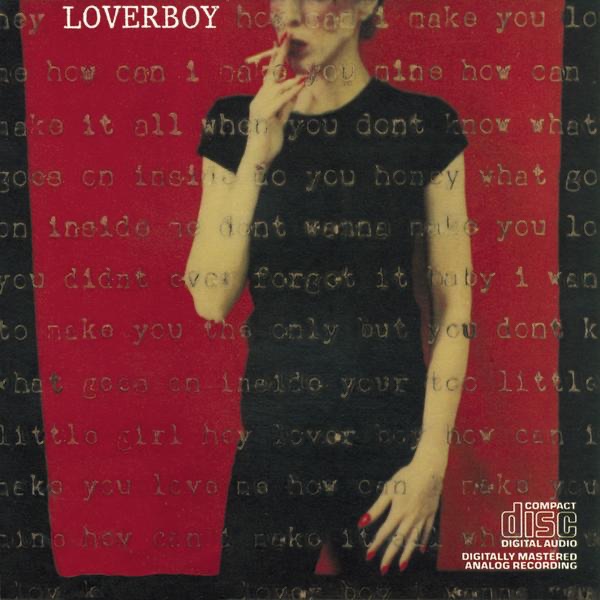 hey LOVERBOY how can i make you lo
me how can i make you mine how can
make it all when you dont know what
goes on inside do you honey what go
on inside me dont wanna make you lo
you didnt ever forget it baby i wan
to make you the only but you dont k
what goes on inside your too little
little girl hey lover boy how can i
make you love me how can i make you
mine how can i make it all wh
lov k lover boy i wanna
COMPACT
disc
DIGITAL AUDIO
DIGITALLY MASTERED
ANALOG RECORDING